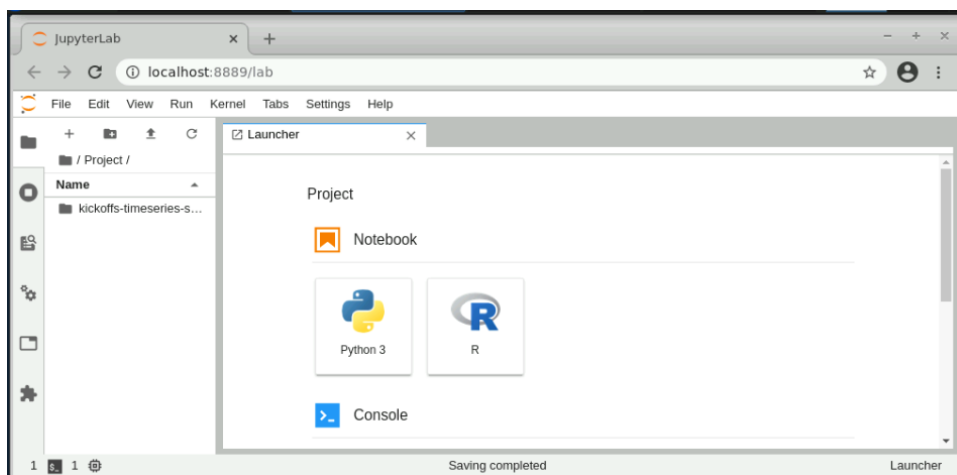 JupyterLab
localhost:8889/lab
File Edit View Run Kernel Tabs Settings Help
Launcher
/ Project /
Name
kickoffs-timeseries-s...
Project
Notebook
Python 3
R
R
Console
1 $_ 1
Saving completed
Launcher